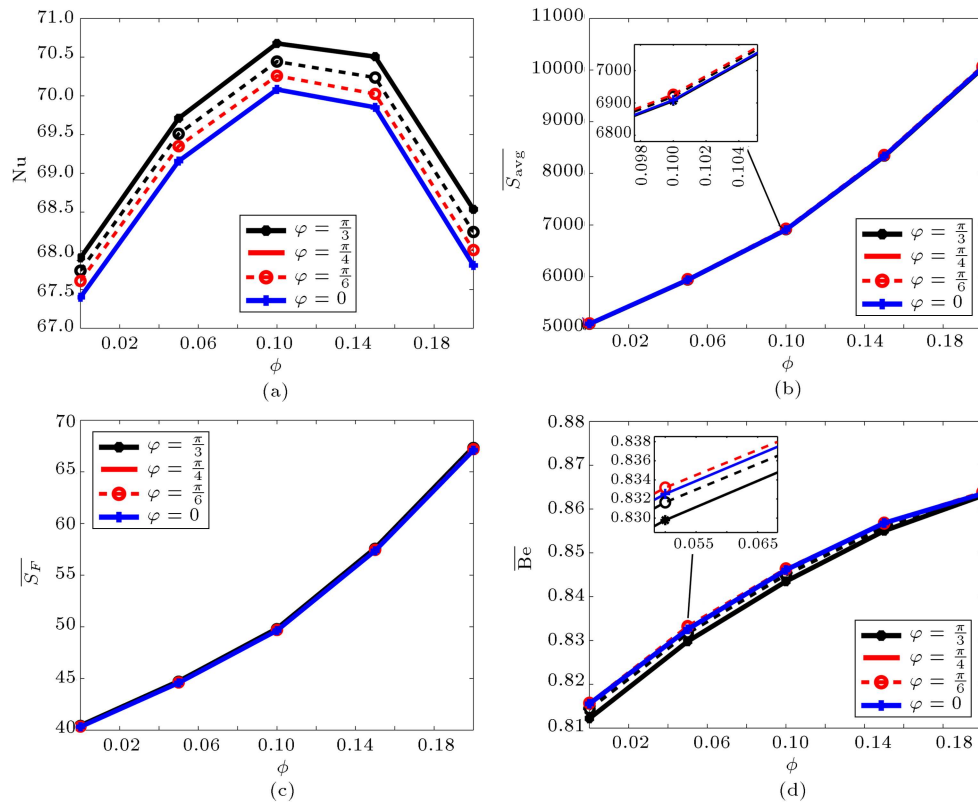 71.0
70.5
70.0
69.5
69.0
68.5
68.0
67.5
67.0
Nu
0.02 0.06 0.10 0.14 0.18
ϕ
(a)
φ = π/3
φ = π/4
φ = π/6
φ = 0
11000
10000
9000
8000
7000
6000
5000
S_avg
7000
6900
6800
0.098 0.100 0.102 0.104
φ = π/3
φ = π/4
φ = π/6
φ = 0
0.02 0.06 0.10 0.14 0.18
ϕ
(b)
70
65
60
55
50
45
40
S_F
φ = π/3
φ = π/4
φ = π/6
φ = 0
0.02 0.06 0.10 0.14 0.18
ϕ
(c)
0.88
0.87
0.86
0.85
0.84
0.83
0.82
0.81
Be
0.838
0.836
0.834
0.832
0.830
0.055 0.065
φ = π/3
φ = π/4
φ = π/6
φ = 0
0.02 0.06 0.10 0.14 0.18
ϕ
(d)